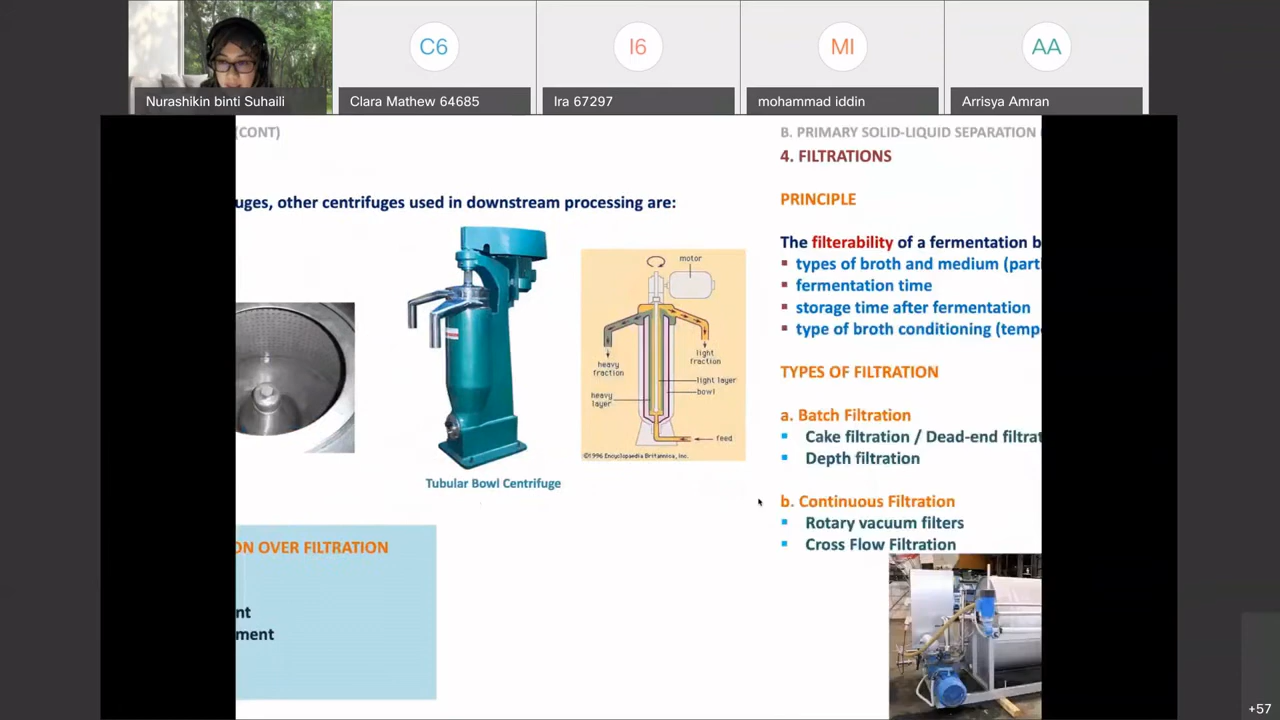 C6
I6
MI
AA
Nurashikin binti Suhaili
Clara Mathew 64685
Ira 67297
mohammad iddin
Arrisya Amran
(CONT)
uges, other centrifuges used in downstream processing are:
motor
heavy
fraction
light
fraction
light layer
bowl
heavy
layer
feed
©1996 Encyclopaedia Britannica, Inc.
Tubular Bowl Centrifuge
ON OVER FILTRATION
nt
ment
B. PRIMARY SOLID-LIQUID SEPARATION
4. FILTRATIONS
PRINCIPLE
The filterability of a fermentation b
types of broth and medium (part
fermentation time
storage time after fermentation
type of broth conditioning (temp
TYPES OF FILTRATION
a. Batch Filtration
Cake filtration / Dead-end filtrat
Depth filtration
b. Continuous Filtration
Rotary vacuum filters
Cross Flow Filtration
+57